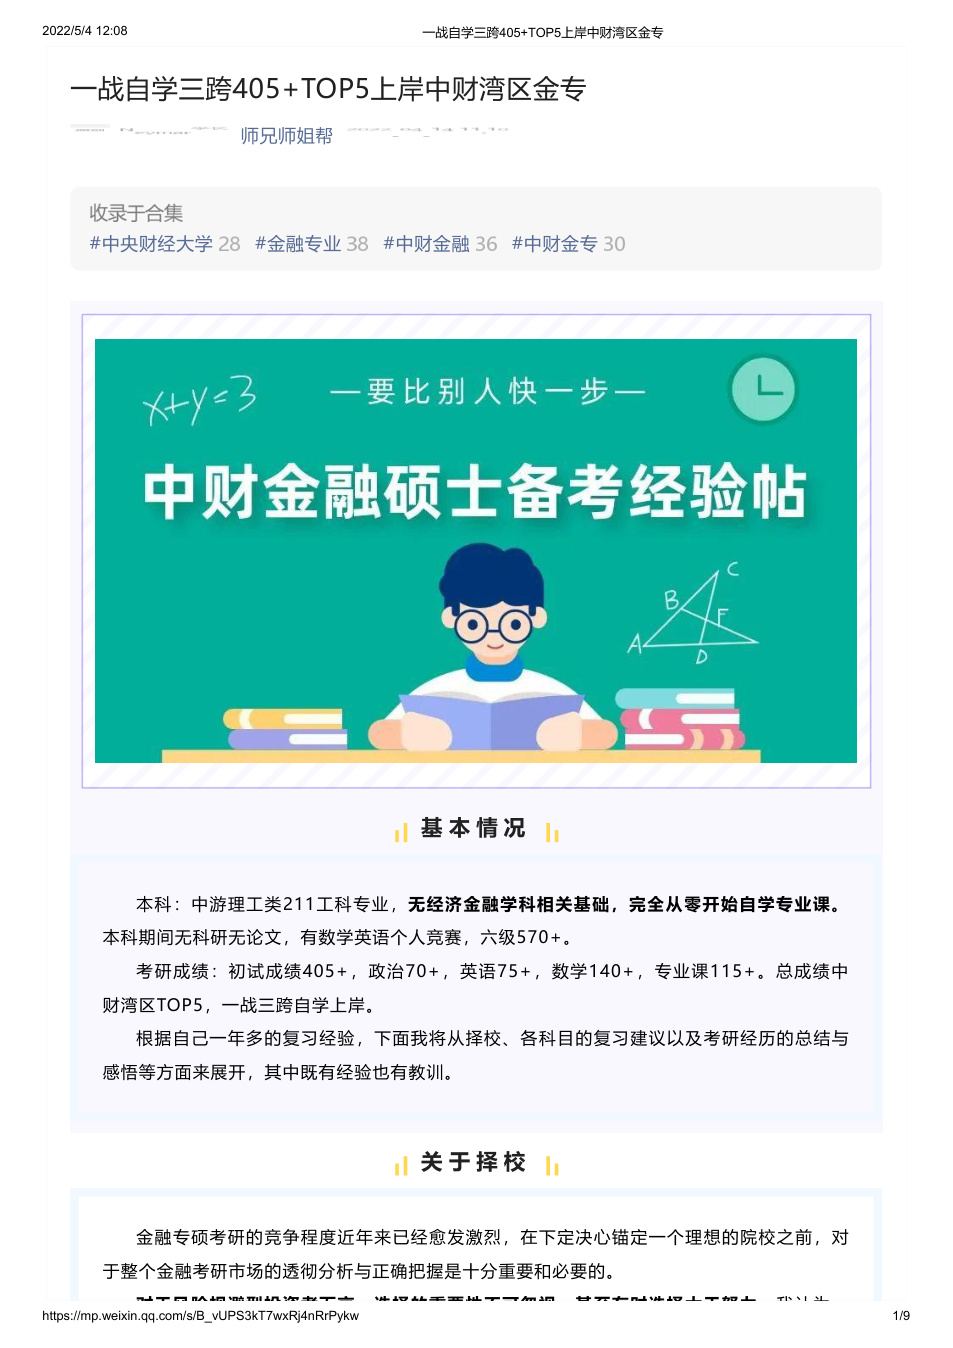 2022/5/4 12:08
一战自学三跨405+TOP5上岸中财湾区金专
一战自学三跨405+TOP5上岸中财湾区金专
师兄师姐帮
收录于合集
#中央财经大学 28 #金融专业 38 #中财金融 36 #中财金专 30
x+y=3
—要比别人快一步—
中财金融硕士备考经验帖
C
B
F
A
D
基本情况
本科：中游理工类211工科专业，无经济金融学科相关基础，完全从零开始自学专业课。
本科期间无科研无论文，有数学英语个人竞赛，六级570+。
考研成绩：初试成绩405+，政治70+，英语75+，数学140+，专业课115+。总成绩中
财湾区TOP5，一战三跨自学上岸。
根据自己一年多的复习经验，下面我将从择校、各科目的复习建议以及考研经历的总结与
感悟等方面来展开，其中既有经验也有教训。
关于择校
金融专硕考研的竞争程度近年来已经愈发激烈，在下定决心锚定一个理想的院校之前，对
于整个金融考研市场的透彻分析与正确把握是十分重要和必要的。
https://mp.weixin.qq.com/s/B_vUPS3kT7wxRj4nRrPykw
1/9